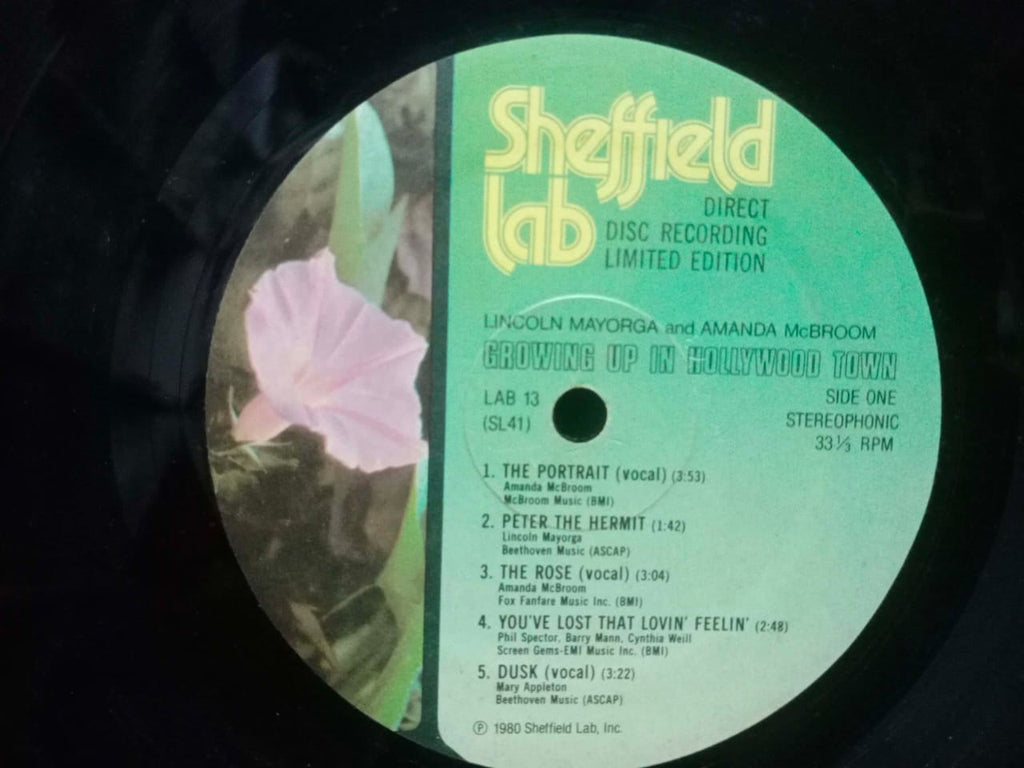 Sheffield
lab
DIRECT
DISC RECORDING
LIMITED EDITION
LINCOLN MAYORGA and AMANDA McBROOM
GROWING UP IN HOLLYWOOD TOWN
LAB 13
(SL41)
SIDE ONE
STEREOPHONIC
33⅓ RPM
1. THE PORTRAIT (vocal) (3:53)
Amanda McBroom
McBroom Music (BMI)
2. PETER THE HERMIT (1:42)
Lincoln Mayorga
Beethoven Music (ASCAP)
3. THE ROSE (vocal) (3:04)
Amanda McBroom
Fox Fanfare Music Inc. (BMI)
4. YOU'VE LOST THAT LOVIN' FEELIN' (2:48)
Phil Spector, Barry Mann, Cynthia Weill
Screen Gems-EMI Music Inc. (BMI)
5. DUSK (vocal) (3:22)
Mary Appleton
Beethoven Music (ASCAP)
℗ 1980 Sheffield Lab, Inc.